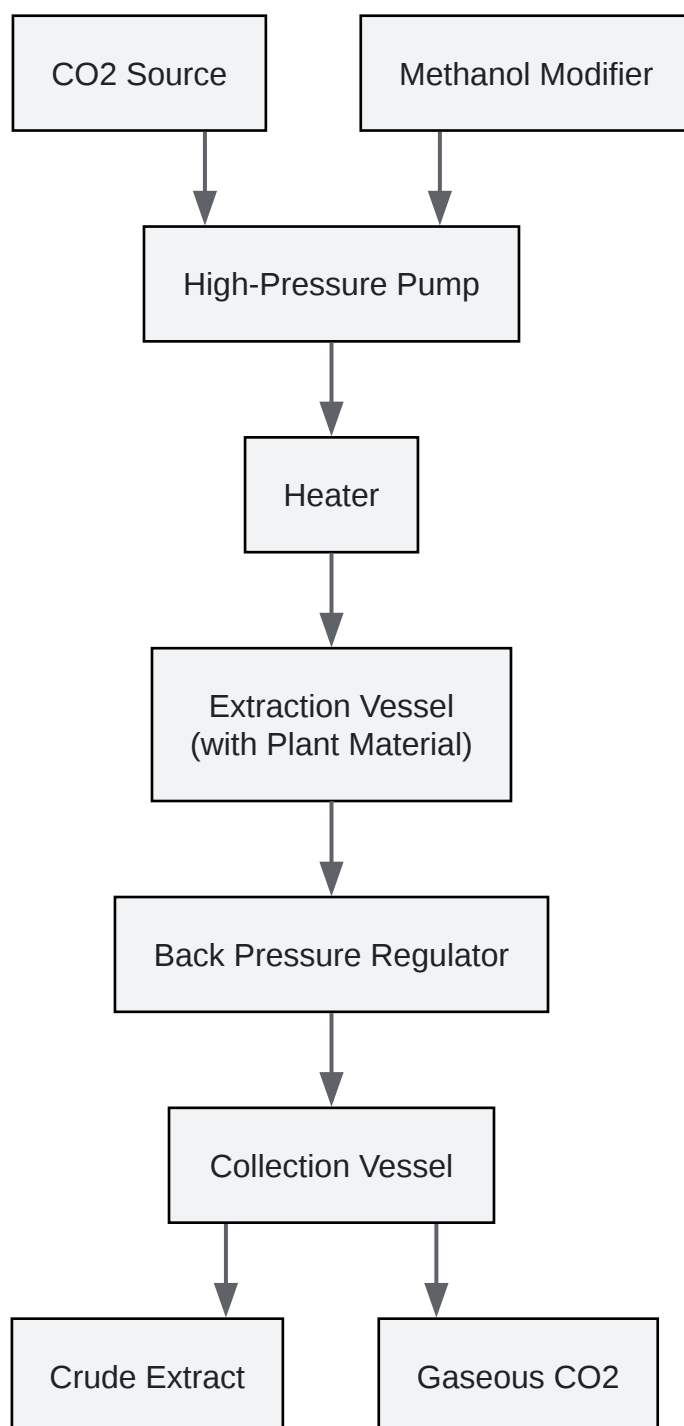 CO2 Source
Methanol Modifier
High-Pressure Pump
Heater
Extraction Vessel
(with Plant Material)
Back Pressure Regulator
Collection Vessel
Crude Extract
Gaseous CO2